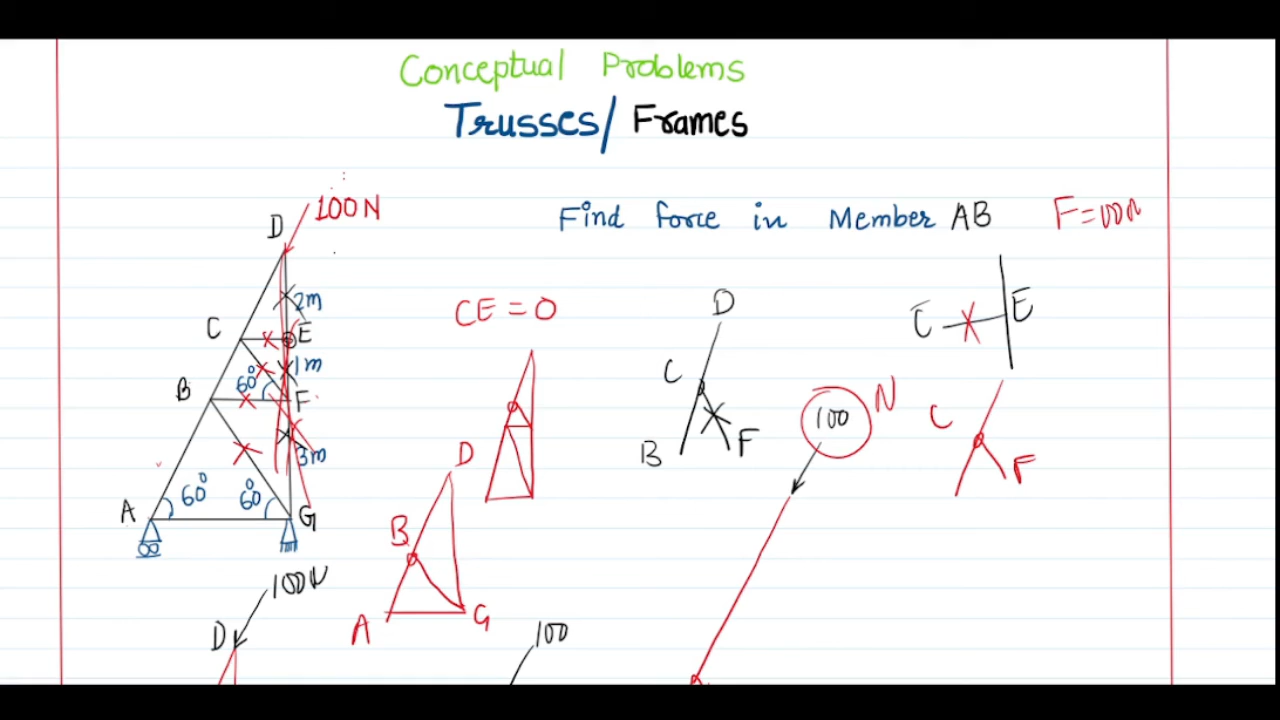 Conceptual Problems
Trusses/ Frames
D 100N
Find force in Member AB F=100N
2m
C E
1m
60°
B F
3m
A 60° 60° G
CE = 0
D
C
B F
C E
100 N
C
F
D
B
A G
100N
D
100